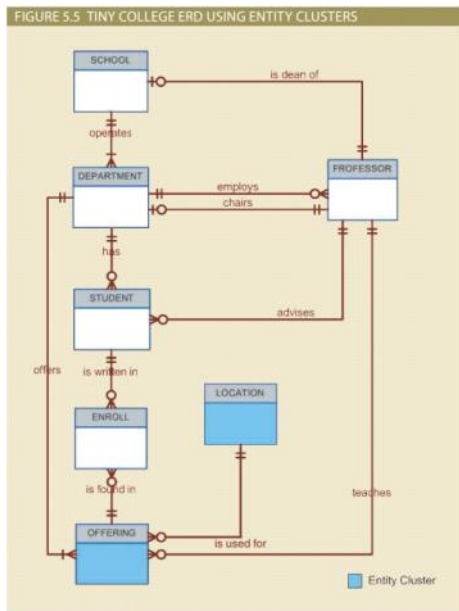 FIGURE 5.5 TINY COLLEGE ERD USING ENTITY CLUSTERS
SCHOOL
is dean of
operates
DEPARTMENT
FROFESSOR
employs
chairs
has
STUDENT
advises
offers
is written in
LOCATION
ENROLL
is found in
teaches
OFFERING
is used for
Entity Cluster